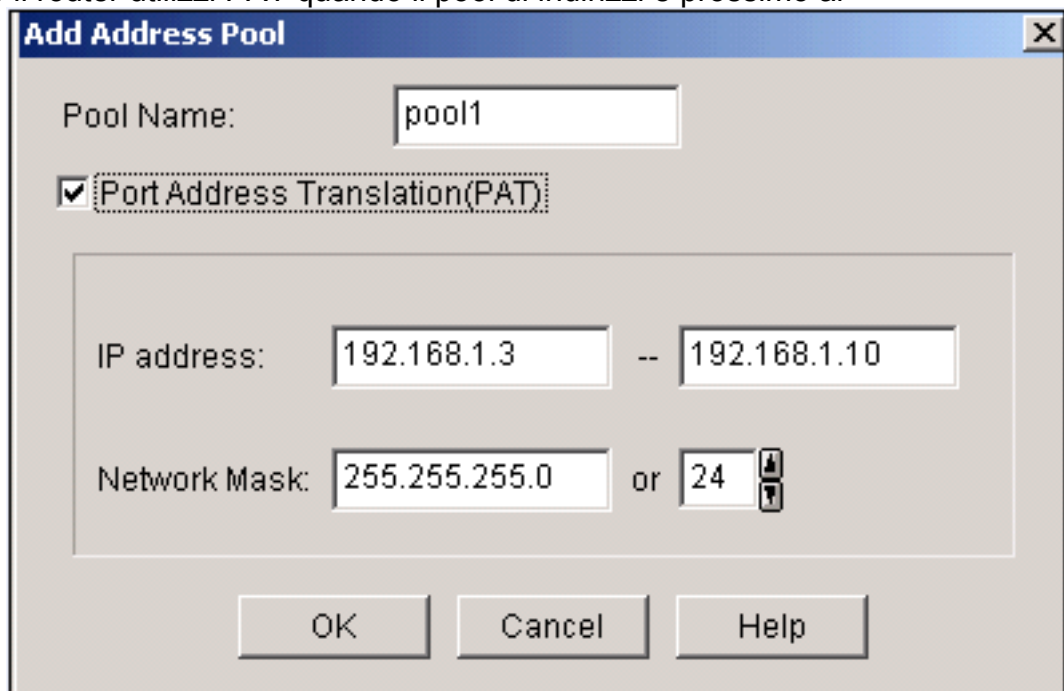 Add Address Pool
Pool Name: pool1
Port Address Translation(PAT)
IP address: 192.168.1.3 -- 192.168.1.10
Network Mask: 255.255.255.0 or 24
OK Cancel Help